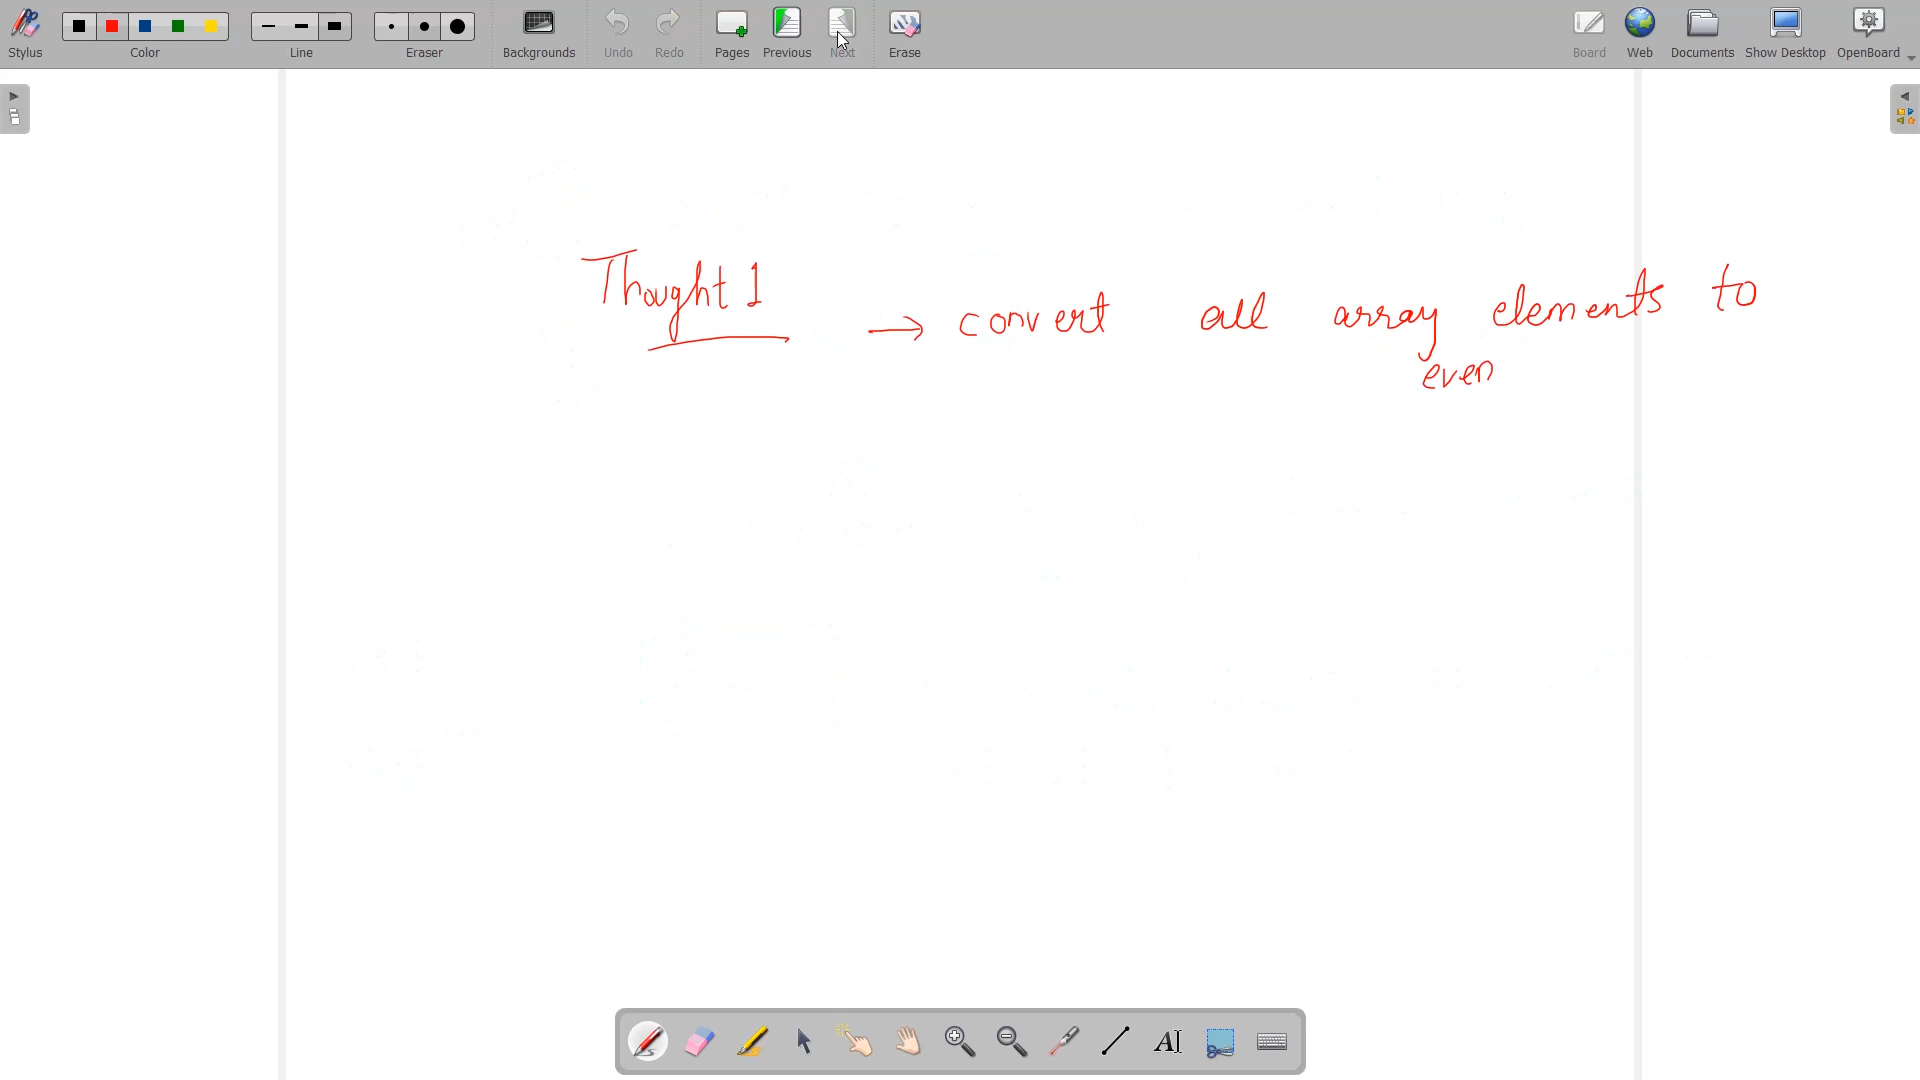 Stylus
Color
Line
Eraser
Backgrounds
Undo
Redo
Pages
Previous
Next
Erase
Board
Web
Documents
Show Desktop
OpenBoard
Thought 1
→ convert all array elements to
even